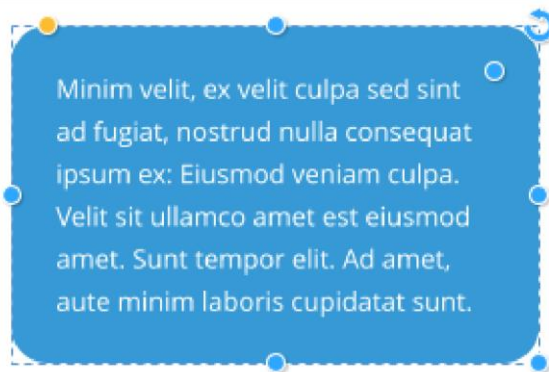 Minim velit, ex velit culpa sed sint
ad fugiat, nostrud nulla consequat
ipsum ex: Eiusmod veniam culpa.
Velit sit ullamco amet est eiusmod
amet. Sunt tempor elit. Ad amet,
aute minim laboris cupidatat sunt.